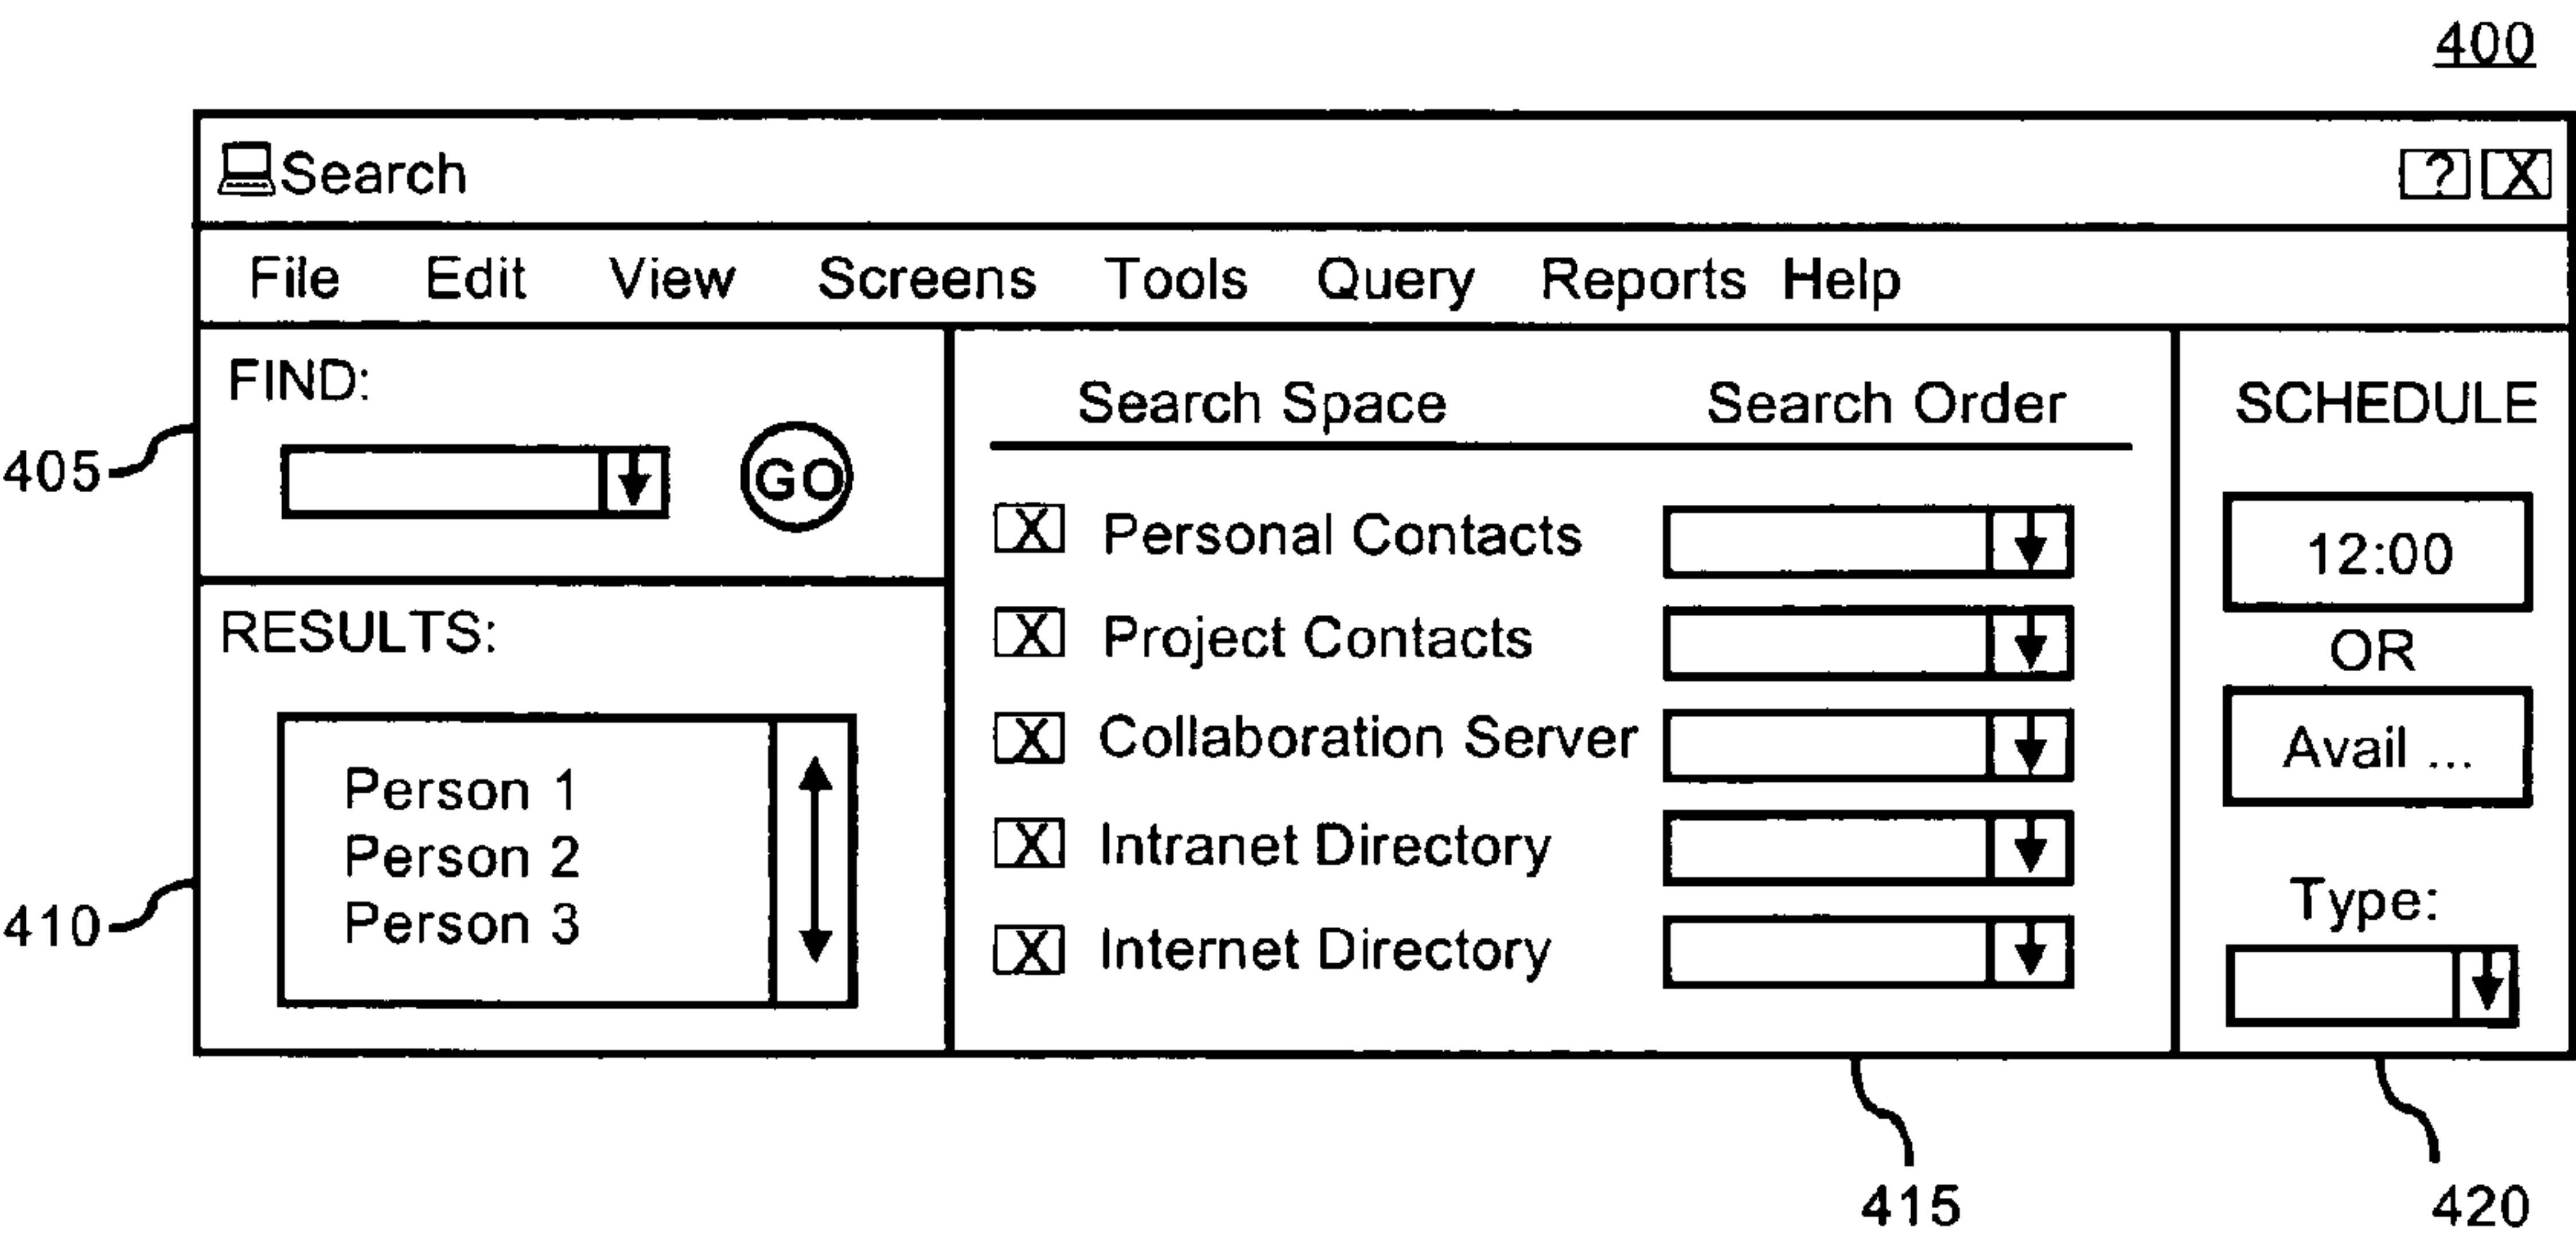 400
Search ? X
File Edit View Screens Tools Query Reports Help
FIND:
GO
405
RESULTS:
Person 1
Person 2
Person 3
410
Search Space Search Order
X Personal Contacts
X Project Contacts
X Collaboration Server
X Intranet Directory
X Internet Directory
415
SCHEDULE
12:00
OR
Avail ...
Type:
420